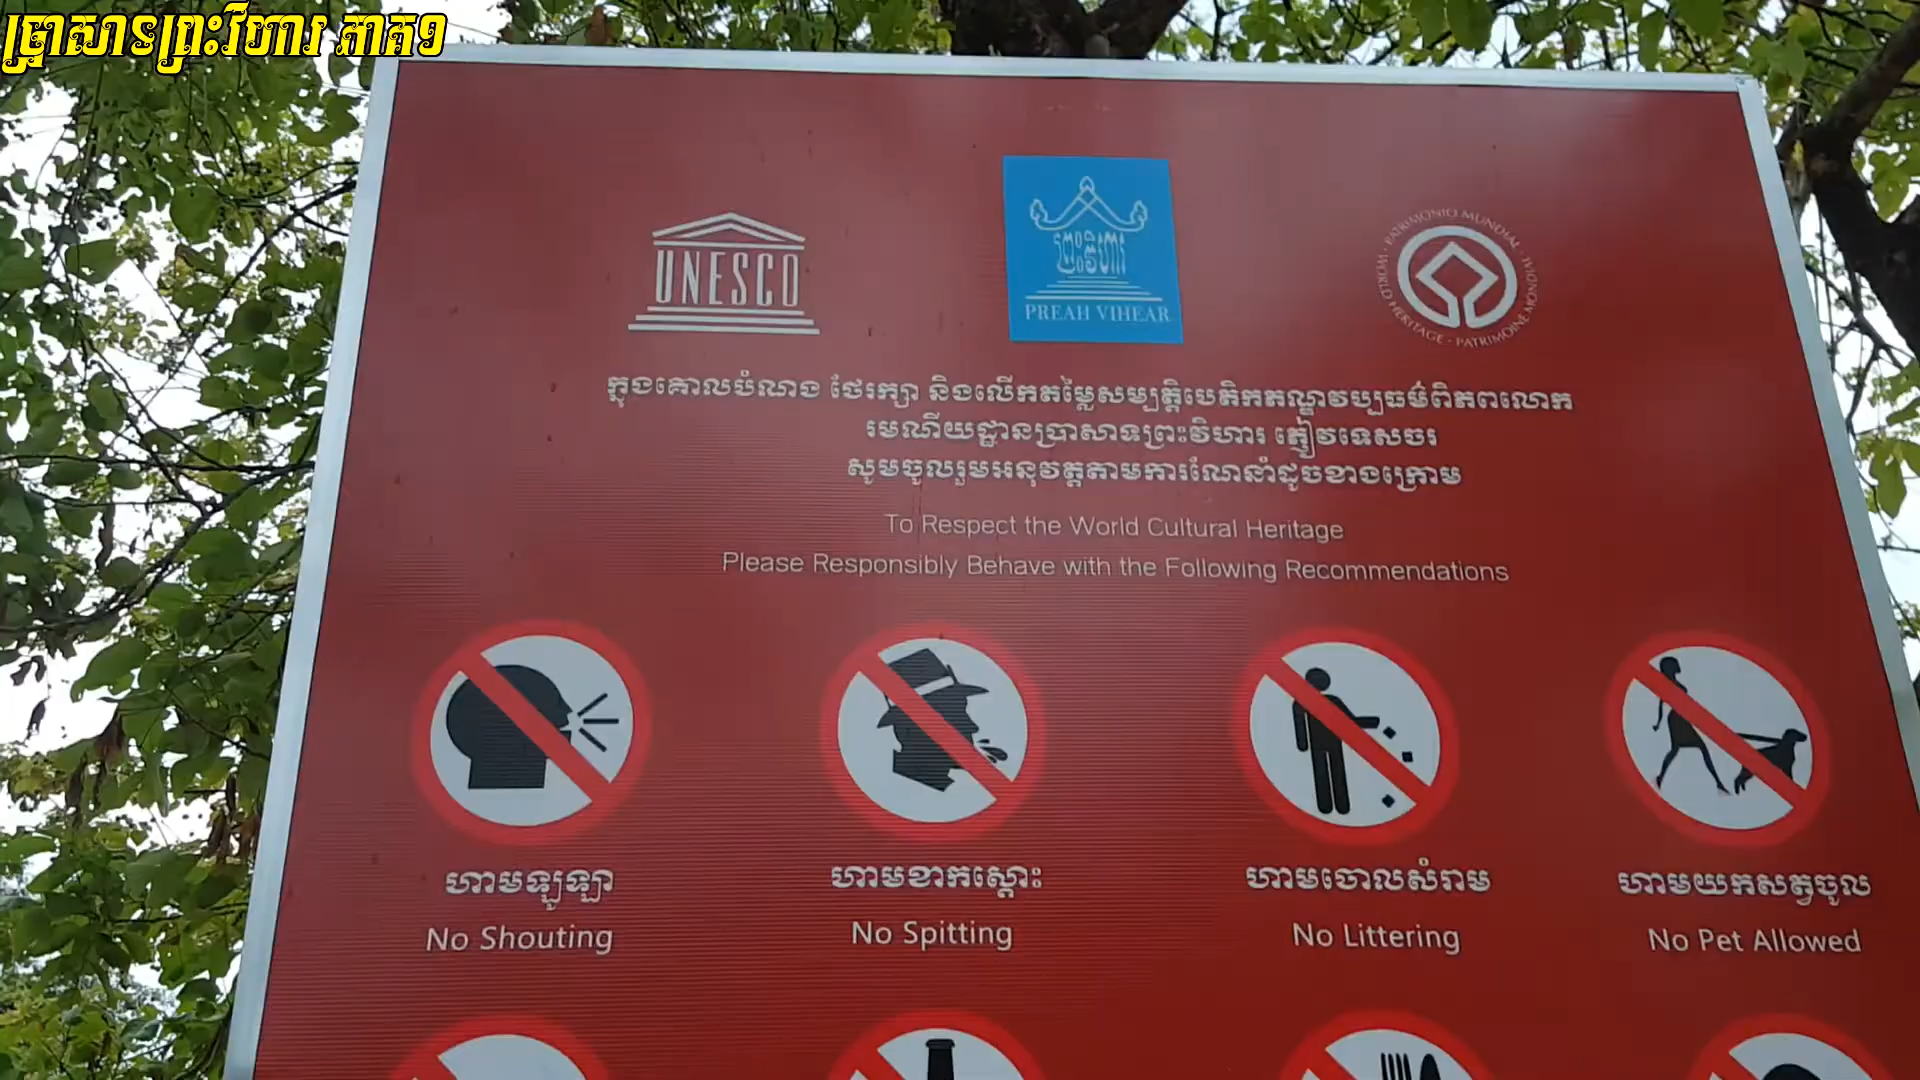 ប្រាសាទព្រះវិហារ ភាគ១
UNESCO
ព្រះវិហារ
PREAH VIHEAR
WORLD HERITAGE · PATRIMOINE MONDIAL · PATRIMONIO MUNDIAL
ក្នុងគោលបំណង ថែរក្សា និងលើកតម្លៃសម្បត្តិបេតិកភណ្ឌវប្បធម៌ពិភពលោក
រមណីយដ្ឋានប្រាសាទព្រះវិហារ ភ្ញៀវទេសចរ
សូមចូលរួមអនុវត្តតាមការណែនាំដូចខាងក្រោម
To Respect the World Cultural Heritage
Please Responsibly Behave with the Following Recommendations
ហាមឡូឡា
ហាមខាកស្ដោះ
ហាមចោលសំរាម
ហាមយកសត្វចូល
No Shouting
No Spitting
No Littering
No Pet Allowed